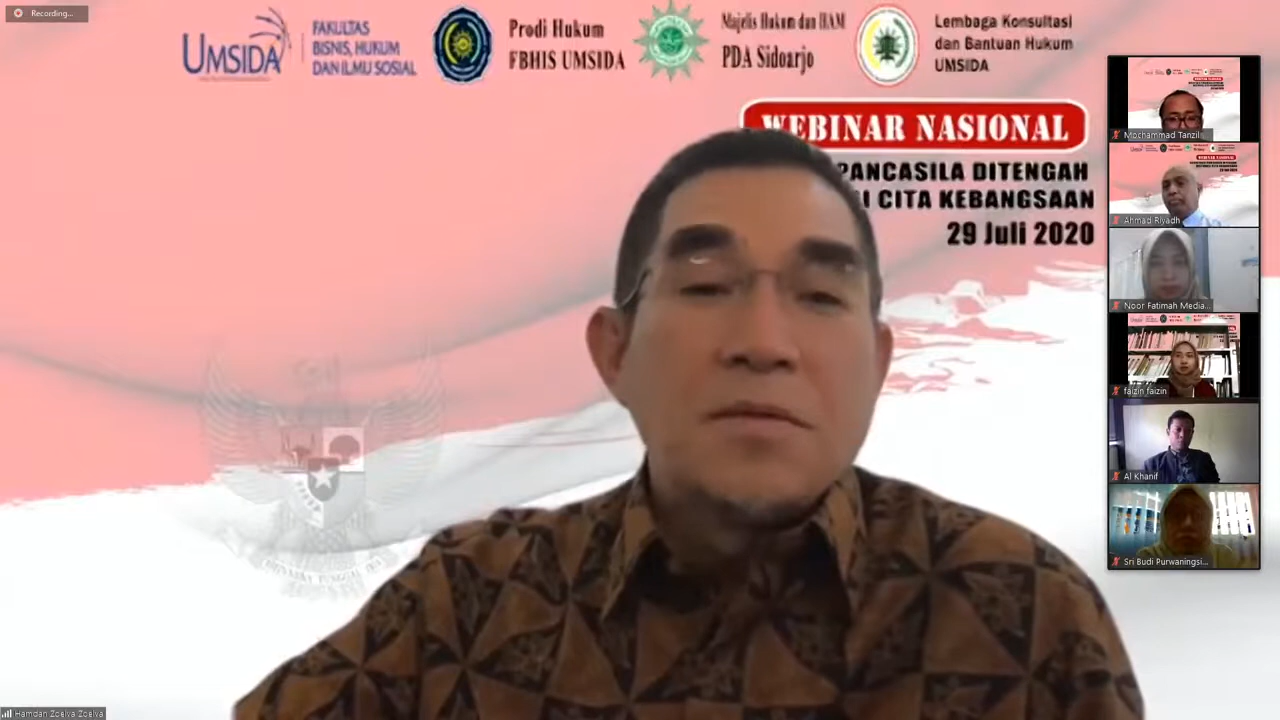 Recording...
UMSIDA
FAKULTAS
BISNIS, HUKUM
DAN ILMU SOSIAL
Prodi Hukum
FBHIS UMSIDA
Majelis Hukum dan HAM
PDA Sidoarjo
Lembaga Konsultasi
dan Bantuan Hukum
UMSIDA
WEBINAR NASIONAL
PANCASILA DITENGAH
CITA KEBANGSAAN
29 Juli 2020
Mochammad Tanzil
Ahmad Riyadh
Noor Fatimah Media...
faizin faizin
Al Khanif
Sri Budi Purwaningsi...
Hamdan Zoelva Zoelva